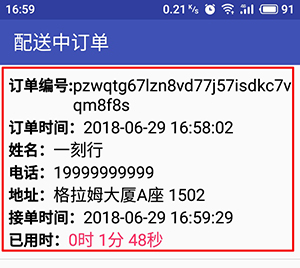 16:59 0.21 K/s 4G 91
配送中订单
订单编号:pzwqtg67lzn8vd77j57isdkc7v
qm8f8s
订单时间：2018-06-29 16:58:02
姓名：一刻行
电话：19999999999
地址：格拉姆大厦A座 1502
接单时间：2018-06-29 16:59:29
已用时：0时 1分 48秒